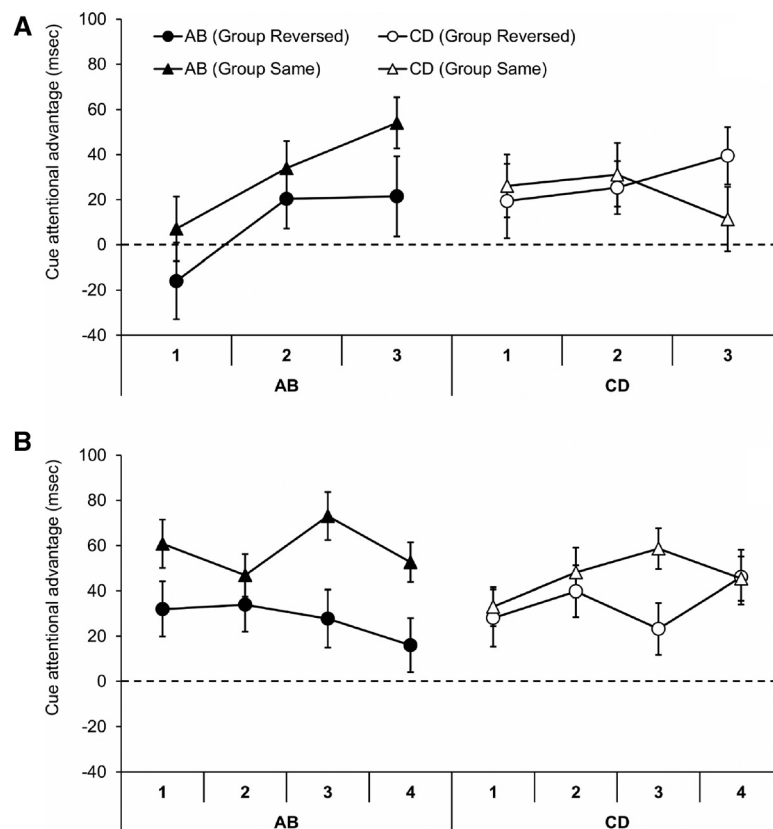 A
AB (Group Reversed) CD (Group Reversed)
AB (Group Same) CD (Group Same)
Cue attentional advantage (msec)
100
80
60
40
20
0
-20
-40
1 2 3 1 2 3
AB CD
B
Cue attentional advantage (msec)
100
80
60
40
20
0
-20
-40
1 2 3 4 1 2 3 4
AB CD